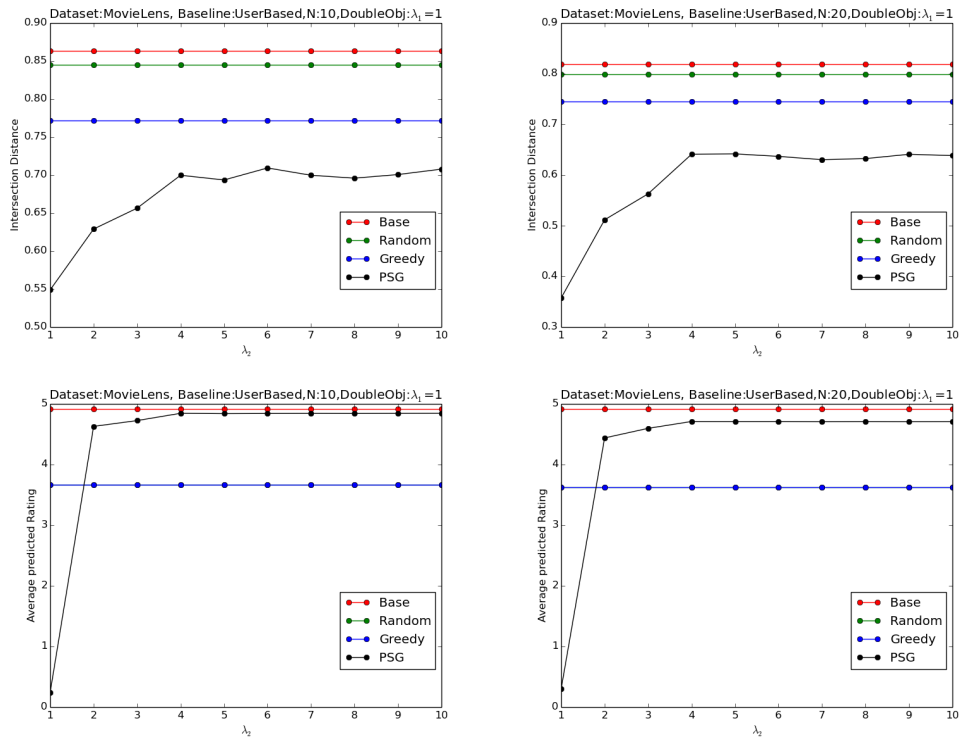 Dataset:MovieLens, Baseline:UserBased,N:10,DoubleObj:λ₁=1
0.90
0.85
0.80
0.75
0.70
0.65
0.60
0.55
0.50
Intersection Distance
Base
Random
Greedy
PSG
1 2 3 4 5 6 7 8 9 10
λ₂
Dataset:MovieLens, Baseline:UserBased,N:20,DoubleObj:λ₁=1
0.9
0.8
0.7
0.6
0.5
0.4
0.3
Intersection Distance
Base
Random
Greedy
PSG
1 2 3 4 5 6 7 8 9 10
λ₂
Dataset:MovieLens, Baseline:UserBased,N:10,DoubleObj:λ₁=1
5
4
3
2
1
0
Average predicted Rating
Base
Random
Greedy
PSG
1 2 3 4 5 6 7 8 9 10
λ₂
Dataset:MovieLens, Baseline:UserBased,N:20,DoubleObj:λ₁=1
5
4
3
2
1
0
Average predicted Rating
Base
Random
Greedy
PSG
1 2 3 4 5 6 7 8 9 10
λ₂